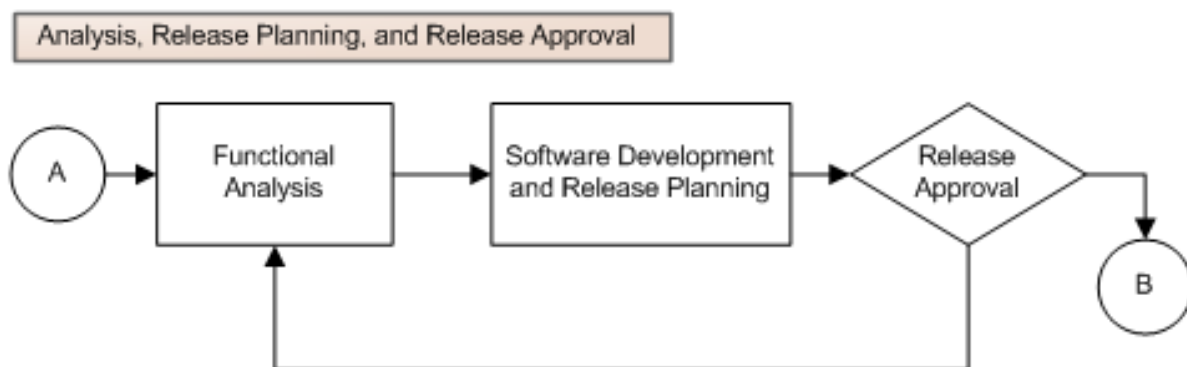 Analysis, Release Planning, and Release Approval
A
Functional
Analysis
Software Development
and Release Planning
Release
Approval
B